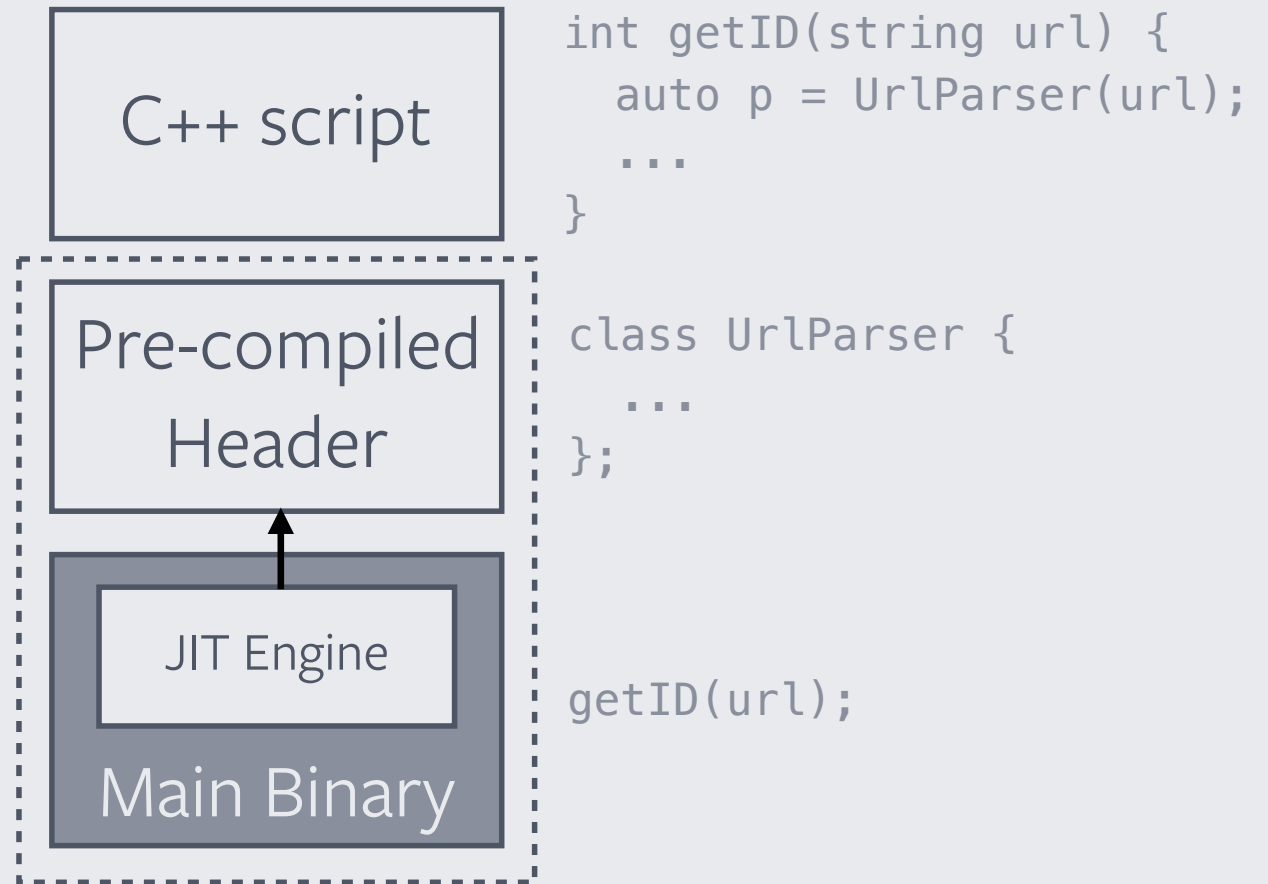 C++ script
int getID(string url) {
  auto p = UrlParser(url);
  ...
}
Pre-compiled
Header
class UrlParser {
  ...
};
JIT Engine
Main Binary
getID(url);